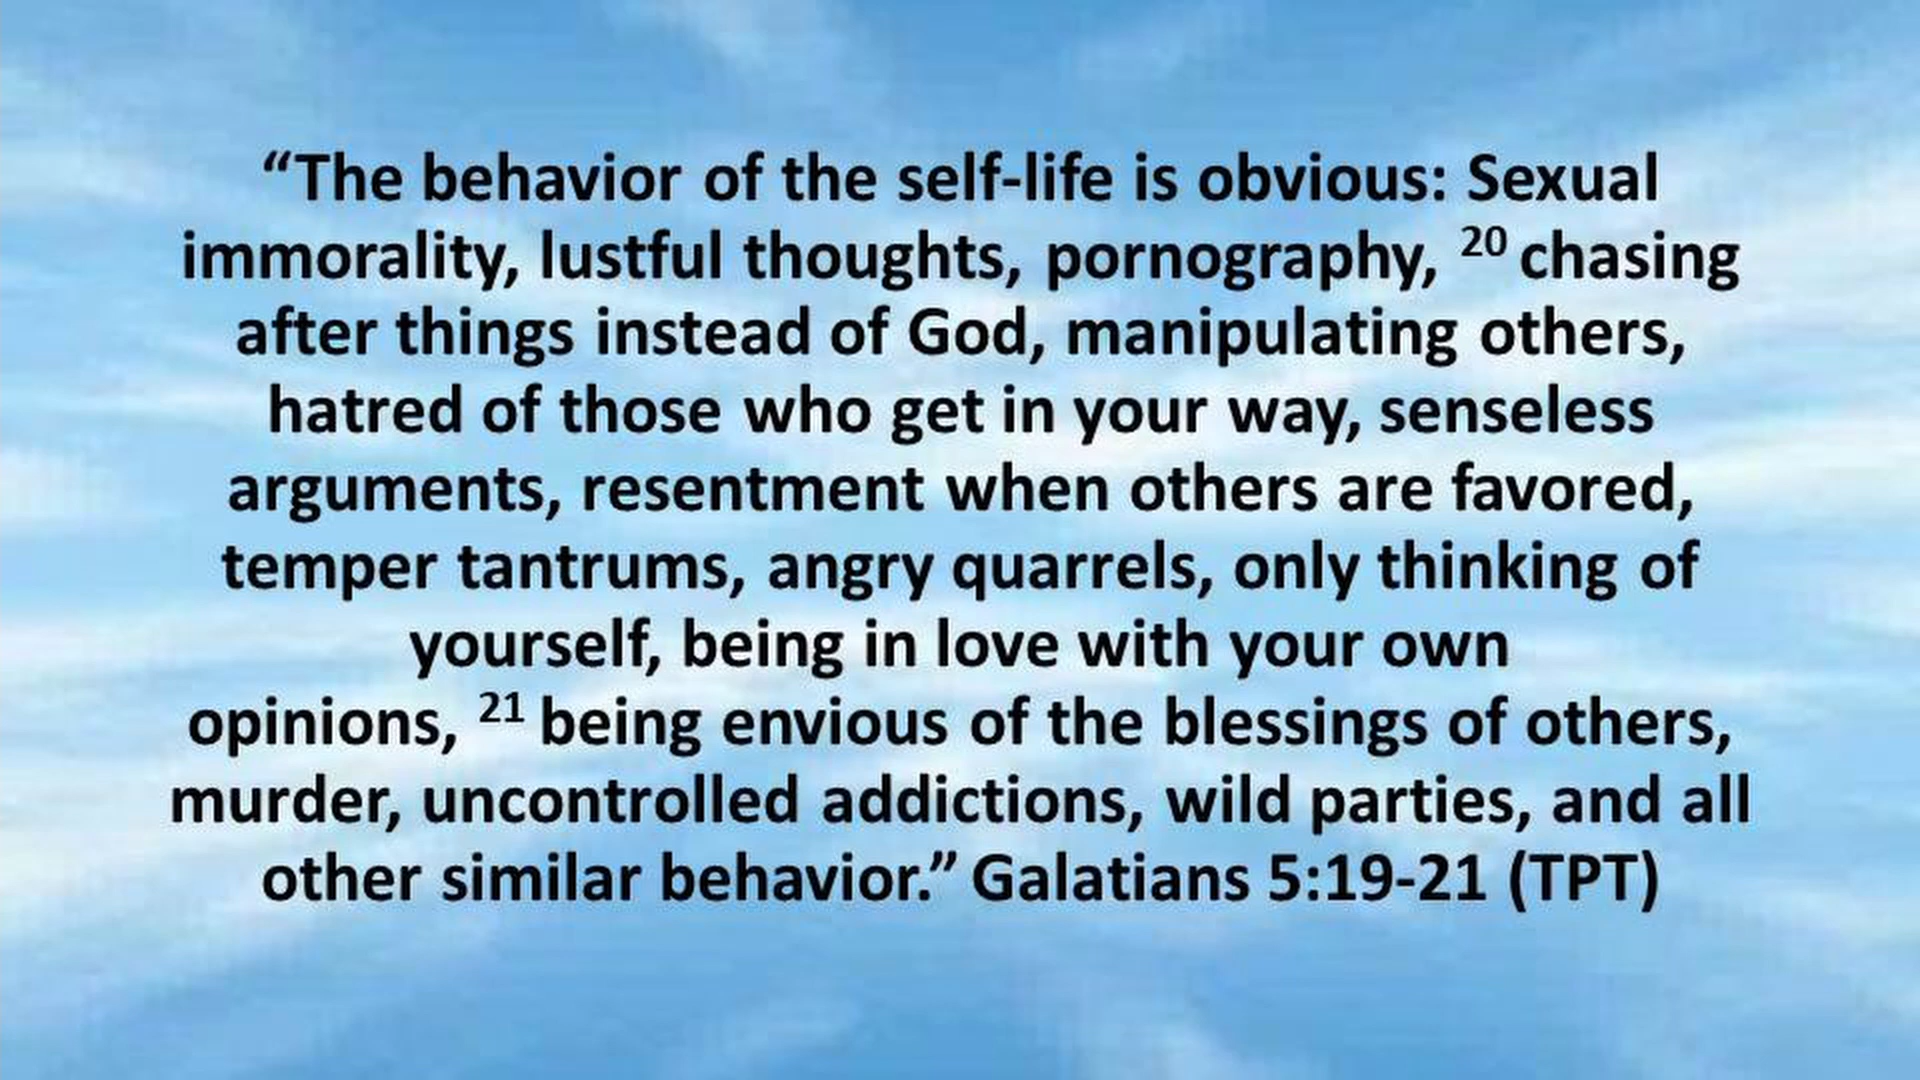 “The behavior of the self-life is obvious: Sexual
immorality, lustful thoughts, pornography, 20 chasing
after things instead of God, manipulating others,
hatred of those who get in your way, senseless
arguments, resentment when others are favored,
temper tantrums, angry quarrels, only thinking of
yourself, being in love with your own
opinions, 21 being envious of the blessings of others,
murder, uncontrolled addictions, wild parties, and all
other similar behavior.” Galatians 5:19-21 (TPT)